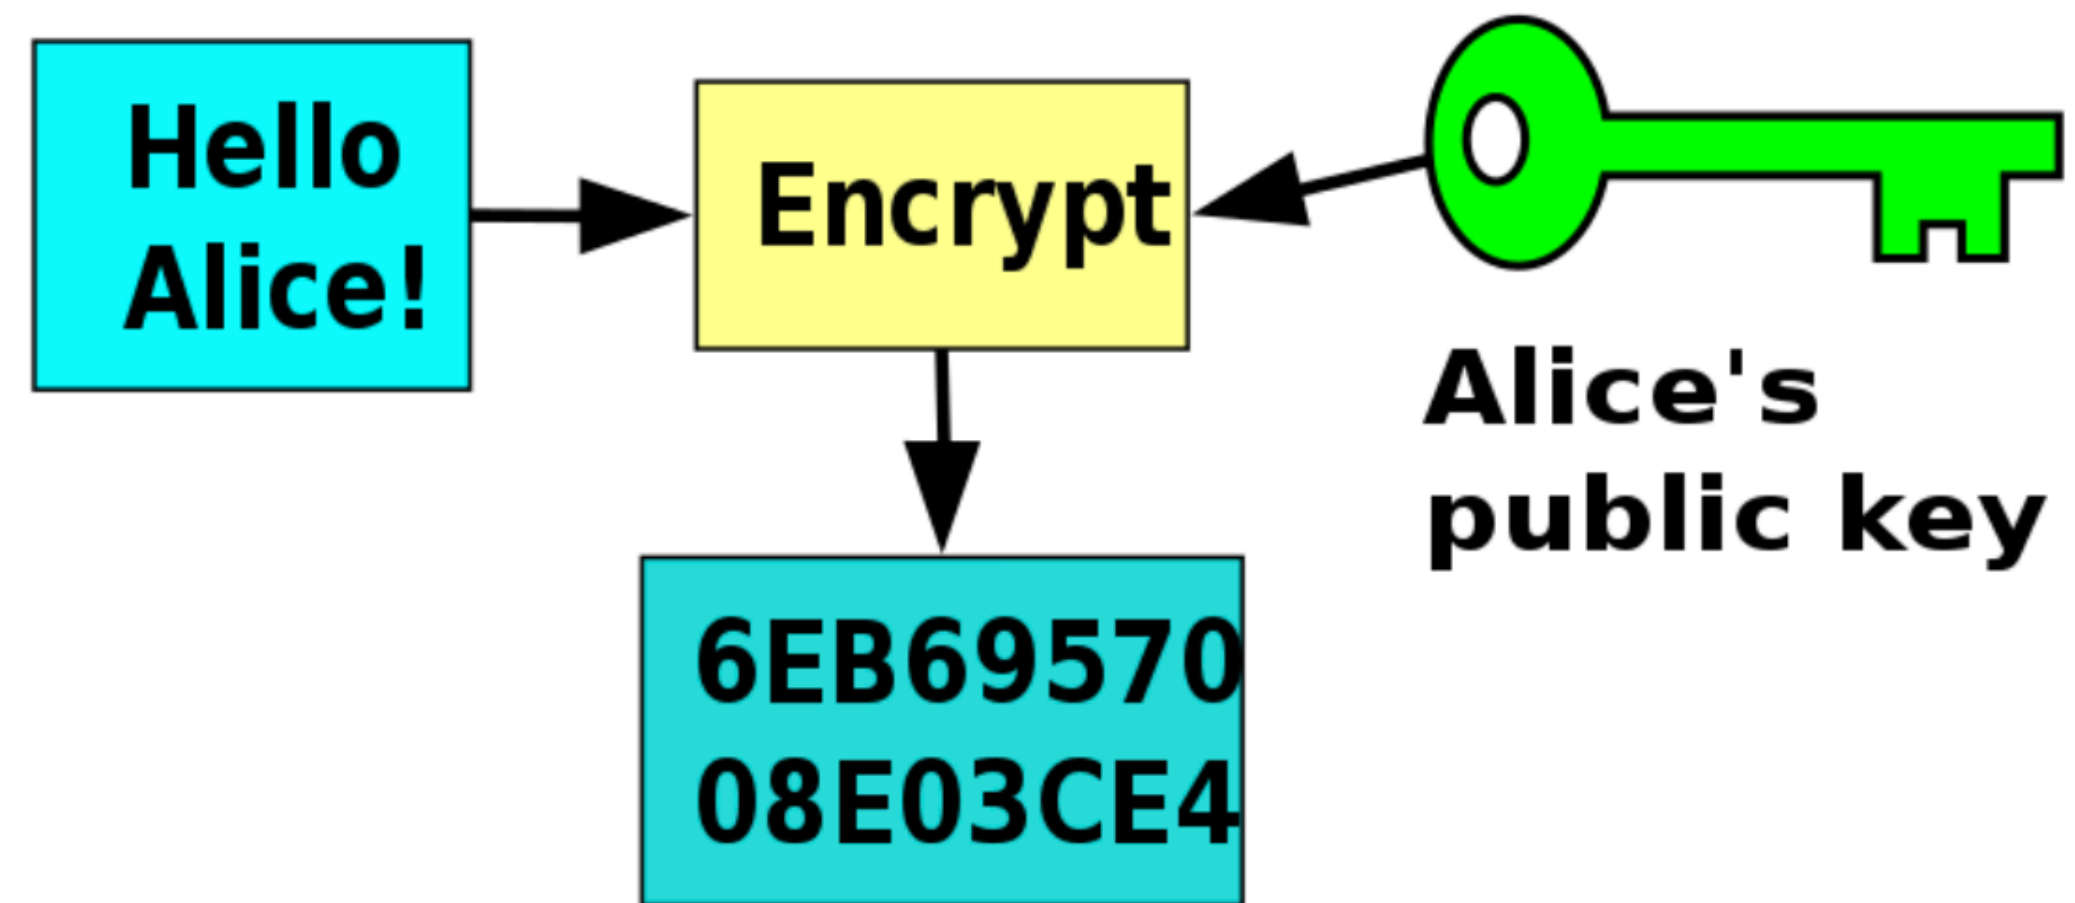 Hello
Alice!
Encrypt
Alice's
public key
6EB69570
08E03CE4